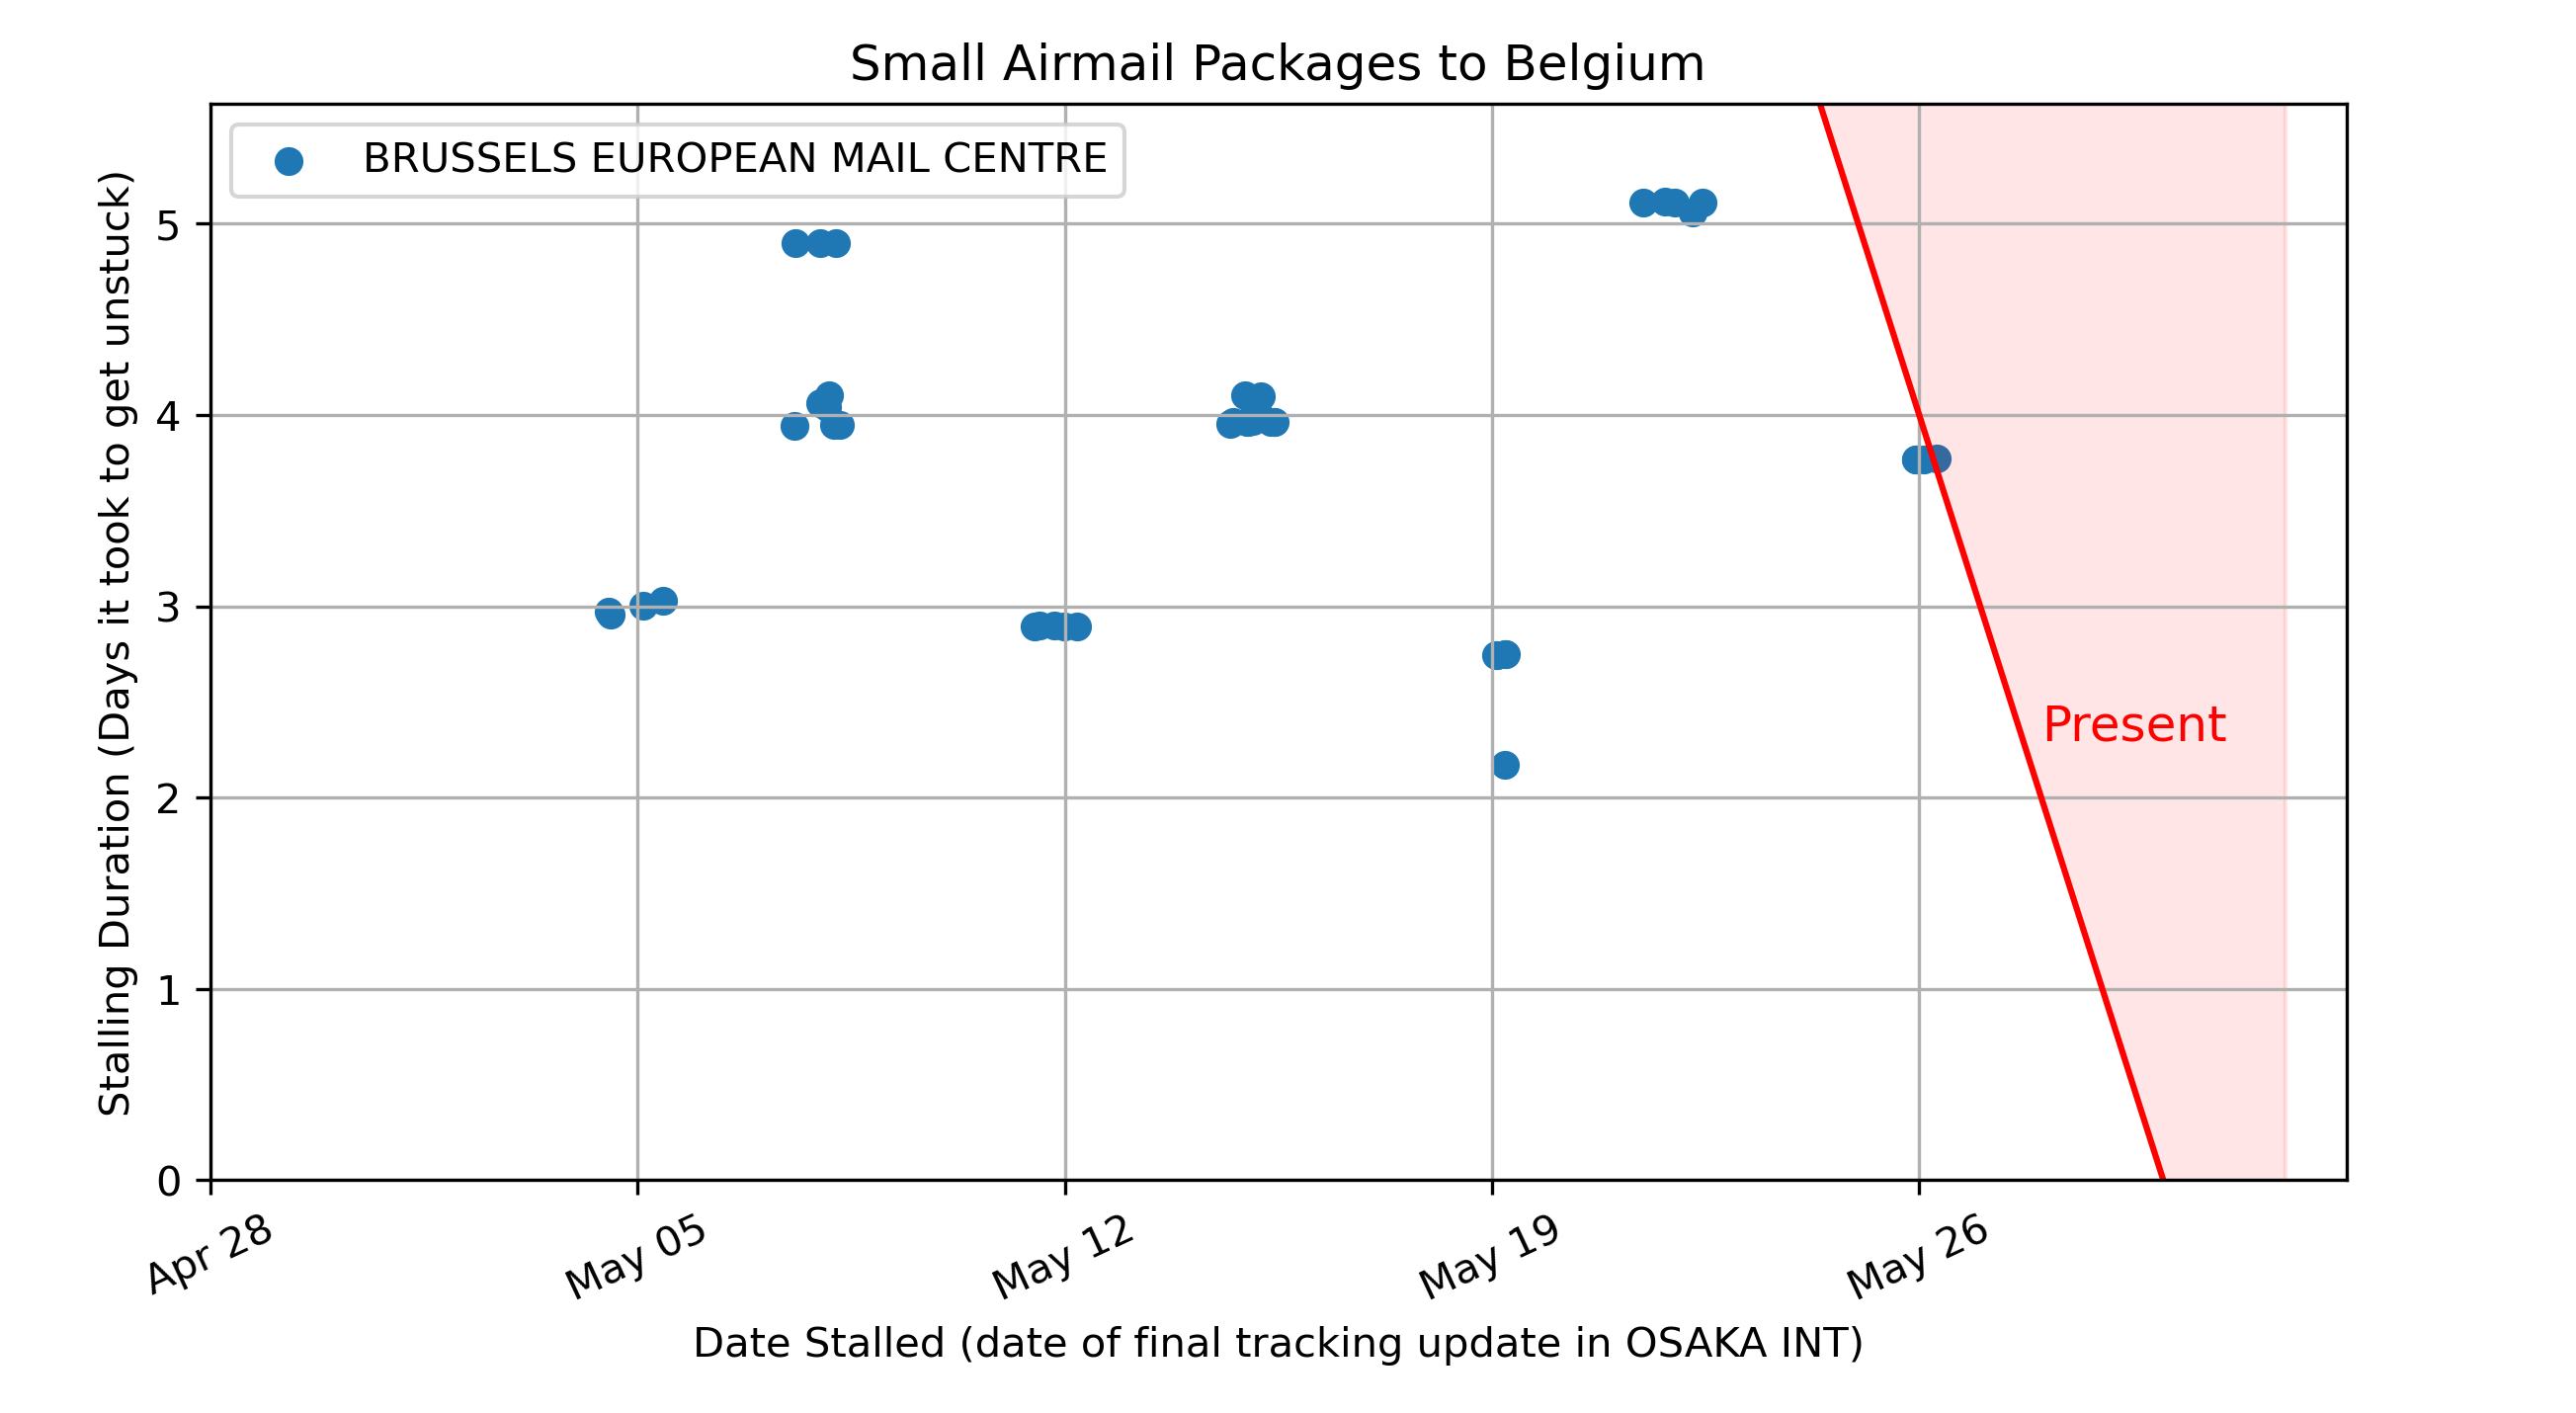 Small Airmail Packages to Belgium
BRUSSELS EUROPEAN MAIL CENTRE
Stalling Duration (Days it took to get unstuck)
5
4
3
2
1
0
Present
Apr 28
May 05
May 12
May 19
May 26
Date Stalled (date of final tracking update in OSAKA INT)